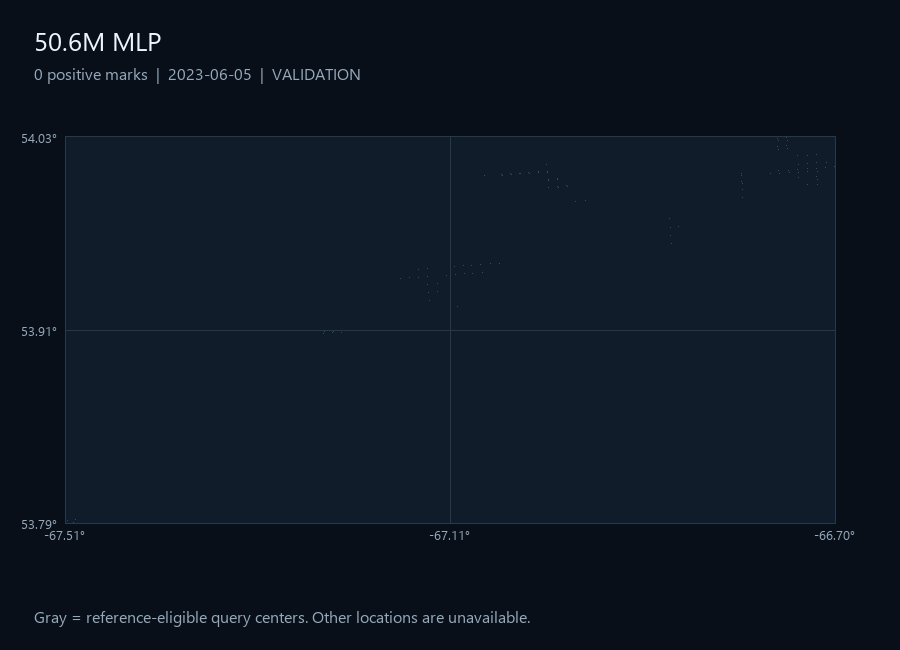 50.6M MLP
0 positive marks | 2023-06-05 | VALIDATION
54.03°
53.91°
53.79°
-67.51°
-67.11°
-66.70°
Gray = reference-eligible query centers. Other locations are unavailable.